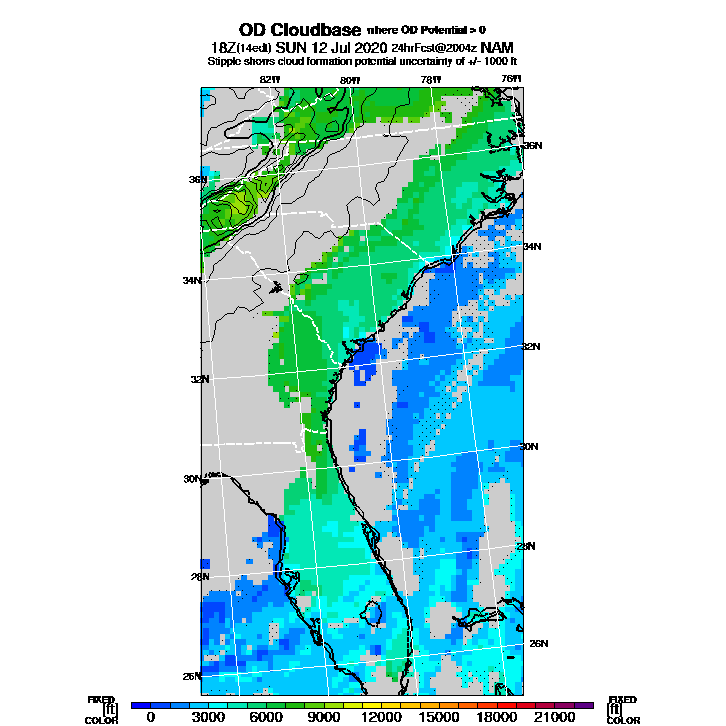 OD Cloudbase where OD Potential > 0
18Z(14edt) SUN 12 Jul 2020 24hrFcst@2004z NAM
Stipple shows cloud formation potential uncertainty of +/- 1000 ft
82W 80W 78W 76W
36N 36N
34N 34N
32N 32N
30N 30N
28N 28N
26N 26N
FIXED FIXED
[ft] 0 3000 6000 9000 12000 15000 18000 21000 [ft]
COLOR COLOR